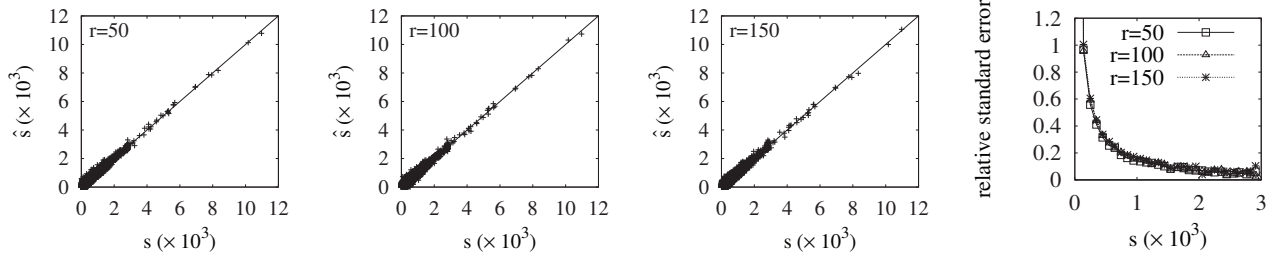 r=50
12
10
8
6
4
2
0
ŝ (× 10³)
0 2 4 6 8 10 12
s (× 10³)
r=100
12
10
8
6
4
2
0
ŝ (× 10³)
0 2 4 6 8 10 12
s (× 10³)
r=150
12
10
8
6
4
2
0
ŝ (× 10³)
0 2 4 6 8 10 12
s (× 10³)
relative standard error
1.2
1
0.8
0.6
0.4
0.2
0
r=50
r=100
r=150
0 1 2 3
s (× 10³)